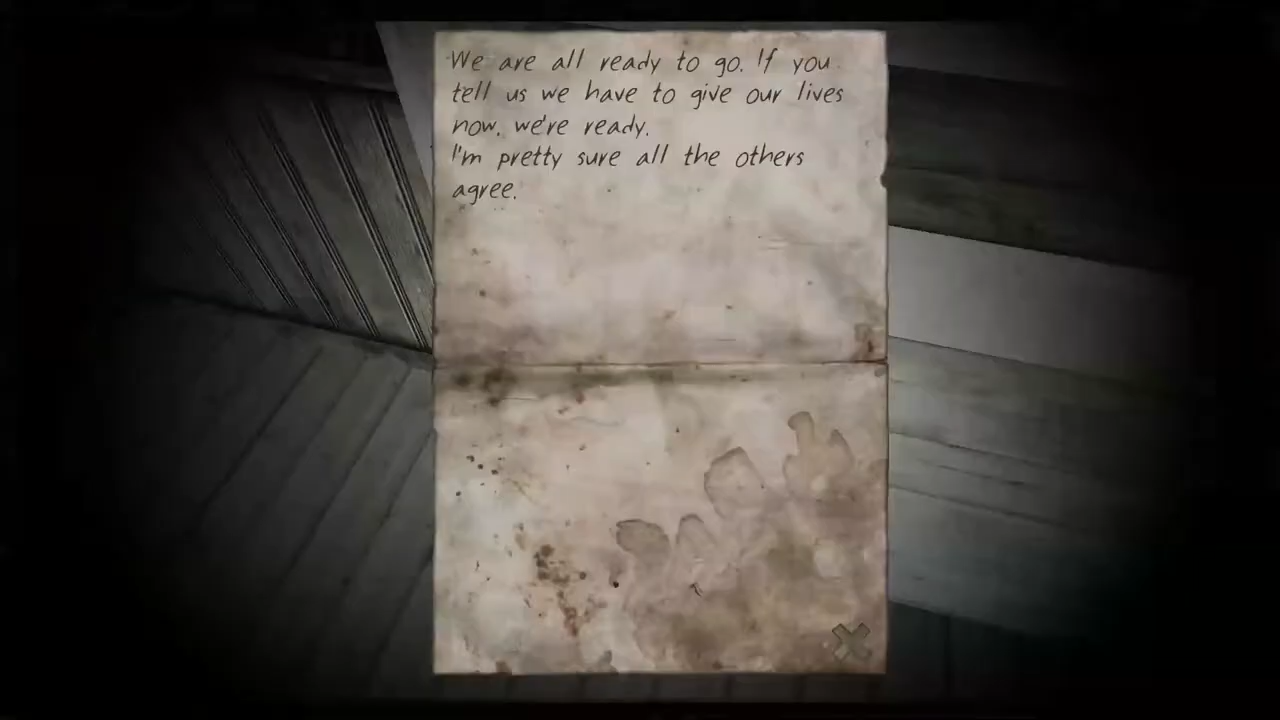 We are all ready to go. If you
tell us we have to give our lives
now, we're ready.
I'm pretty sure all the others
agree.